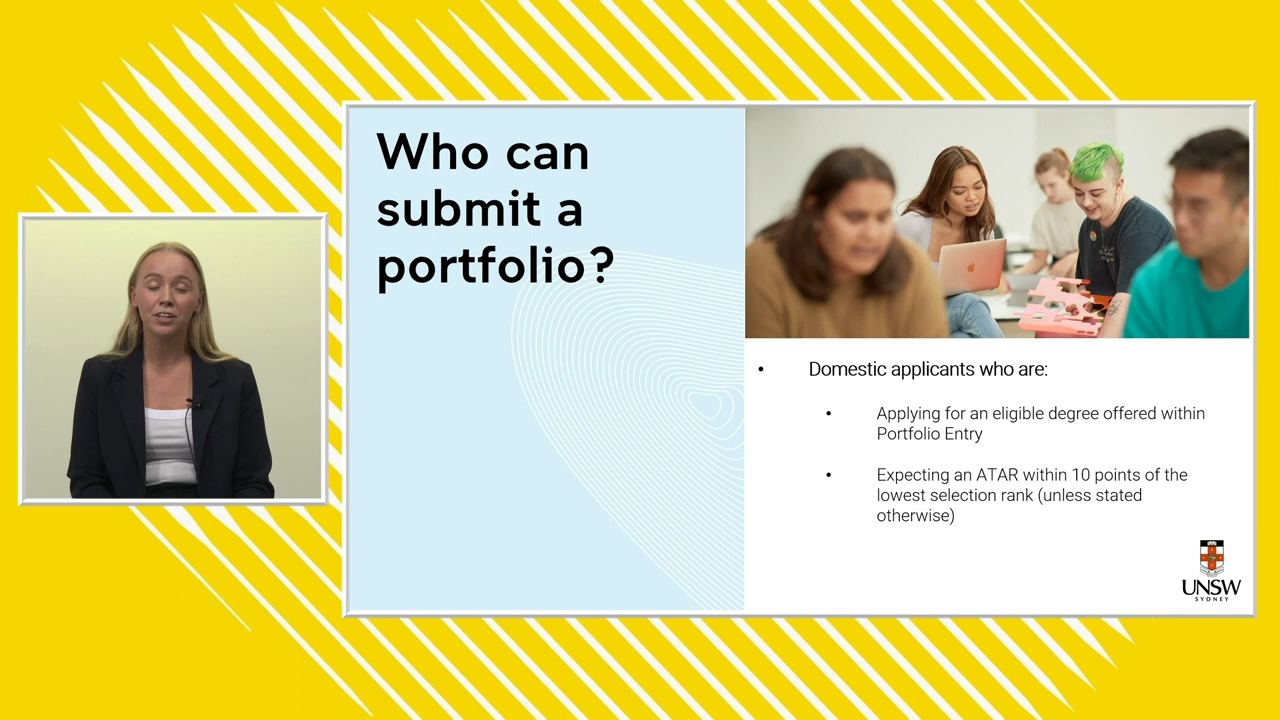 Who can
submit a
portfolio?
• Domestic applicants who are:
• Applying for an eligible degree offered within
Portfolio Entry
• Expecting an ATAR within 10 points of the
lowest selection rank (unless stated
otherwise)
UNSW
SYDNEY